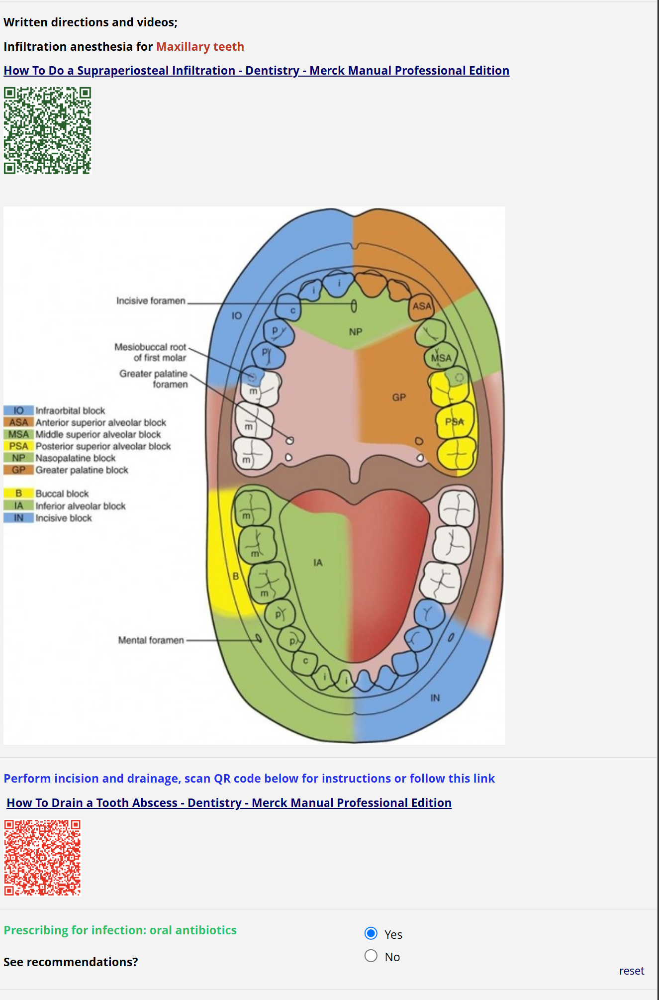 Written directions and videos;
Infiltration anesthesia for Maxillary teeth
How To Do a Supraperiosteal Infiltration - Dentistry - Merck Manual Professional Edition
Incisive foramen
i
i
c
ASA
IO
p
NP
Mesiobuccal root
of first molar
p
MSA
Greater palatine
foramen
m
GP
m
PSA
m
IO Infraorbital block
ASA Anterior superior alveolar block
MSA Middle superior alveolar block
PSA Posterior superior alveolar block
NP Nasopalatine block
GP Greater palatine block
B Buccal block
IA Inferior alveolar block
IN Incisive block
m
m
IA
B
m
p
Mental foramen
p
c
i
i
IN
Perform incision and drainage, scan QR code below for instructions or follow this link
How To Drain a Tooth Abscess - Dentistry - Merck Manual Professional Edition
Prescribing for infection: oral antibiotics
See recommendations?
Yes
No
reset